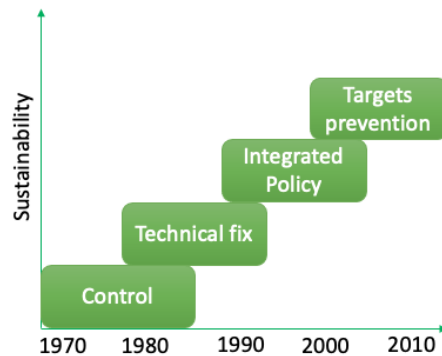 Targets
prevention
Integrated
Policy
Sustainability
Technical fix
Control
1970 1980 1990 2000 2010